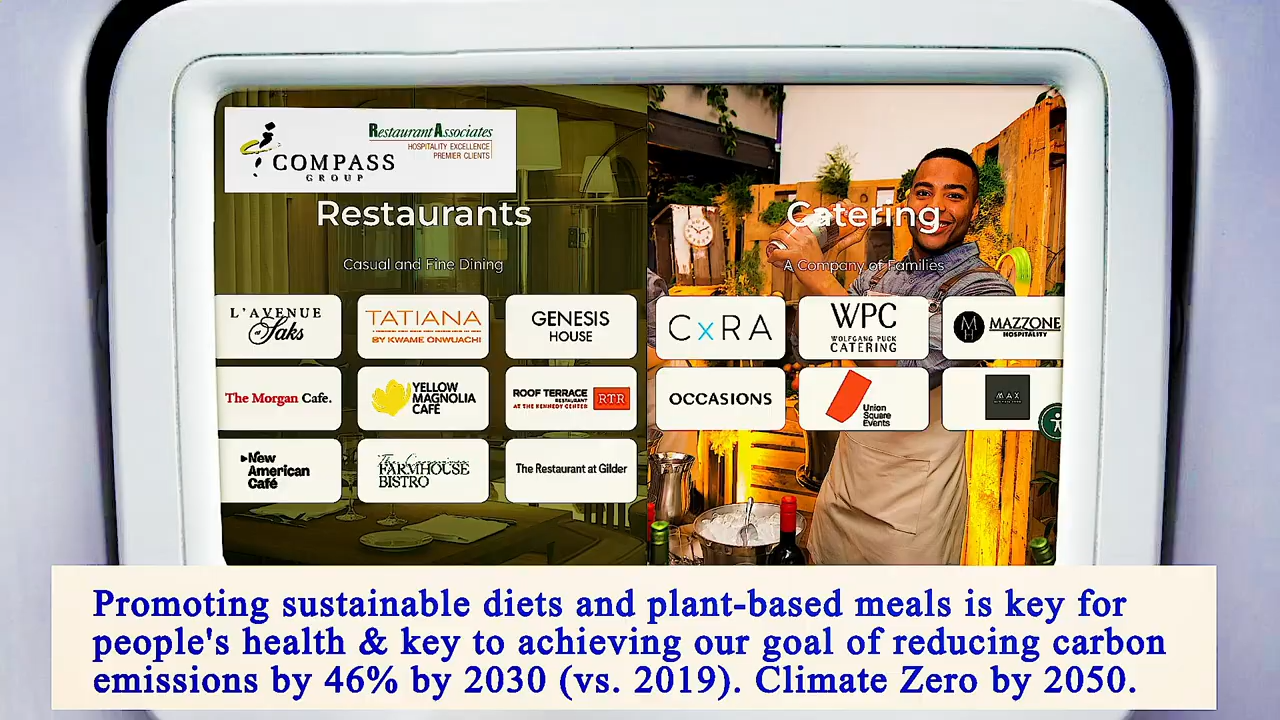 COMPASS
GROUP
Restaurant Associates
HOSPITALITY EXCELLENCE
PREMIER CLIENTS
Restaurants
Casual and Fine Dining
L'AVENUE
Saks
TATIANA
BY KWAME ONWUACHI
GENESIS
HOUSE
The Morgan Cafe.
YELLOW
MAGNOLIA
CAFÉ
ROOF TERRACE
RESTAURANT
AT THE KENNEDY CENTER
RTR
New
American
Café
FARMHOUSE
BISTRO
The Restaurant at Gilder
Catering
A Company of Families
CxRA
WPC
WOLFGANG PUCK
CATERING
MH
MAZZONE
HOSPITALITY
OCCASIONS
Union
Square
Events
MAX
Promoting sustainable diets and plant-based meals is key for
people's health & key to achieving our goal of reducing carbon
emissions by 46% by 2030 (vs. 2019). Climate Zero by 2050.